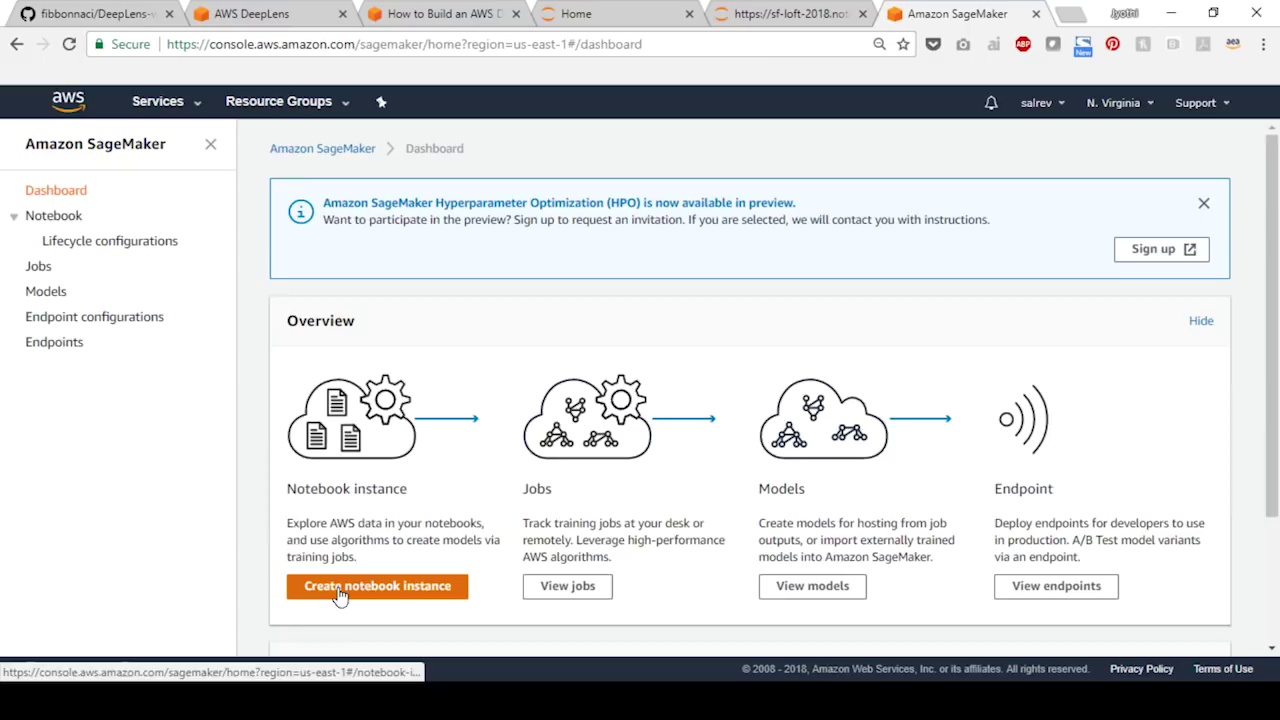 fibbonnaci/DeepLens-w
AWS DeepLens
How to Build an AWS D
Home
https://sf-loft-2018.not
Amazon SageMaker
Jyothi
Secure
https://console.aws.amazon.com/sagemaker/home?region=us-east-1#/dashboard
ai
ABP
New
aea
aws
Services
Resource Groups
salrev
N. Virginia
Support
Amazon SageMaker
Dashboard
Notebook
Lifecycle configurations
Jobs
Models
Endpoint configurations
Endpoints
Amazon SageMaker
Dashboard
Amazon SageMaker Hyperparameter Optimization (HPO) is now available in preview.
Want to participate in the preview? Sign up to request an invitation. If you are selected, we will contact you with instructions.
Sign up
Overview
Hide
Notebook instance
Explore AWS data in your notebooks,
and use algorithms to create models via
training jobs.
Create notebook instance
Jobs
Track training jobs at your desk or
remotely. Leverage high-performance
AWS algorithms.
View jobs
Models
Create models for hosting from job
outputs, or import externally trained
models into Amazon SageMaker.
View models
Endpoint
Deploy endpoints for developers to use
in production. A/B Test model variants
via an endpoint.
View endpoints
https://console.aws.amazon.com/sagemaker/home?region=us-east-1#/notebook-i...
© 2008 - 2018, Amazon Web Services, Inc. or its affiliates. All rights reserved.
Privacy Policy
Terms of Use